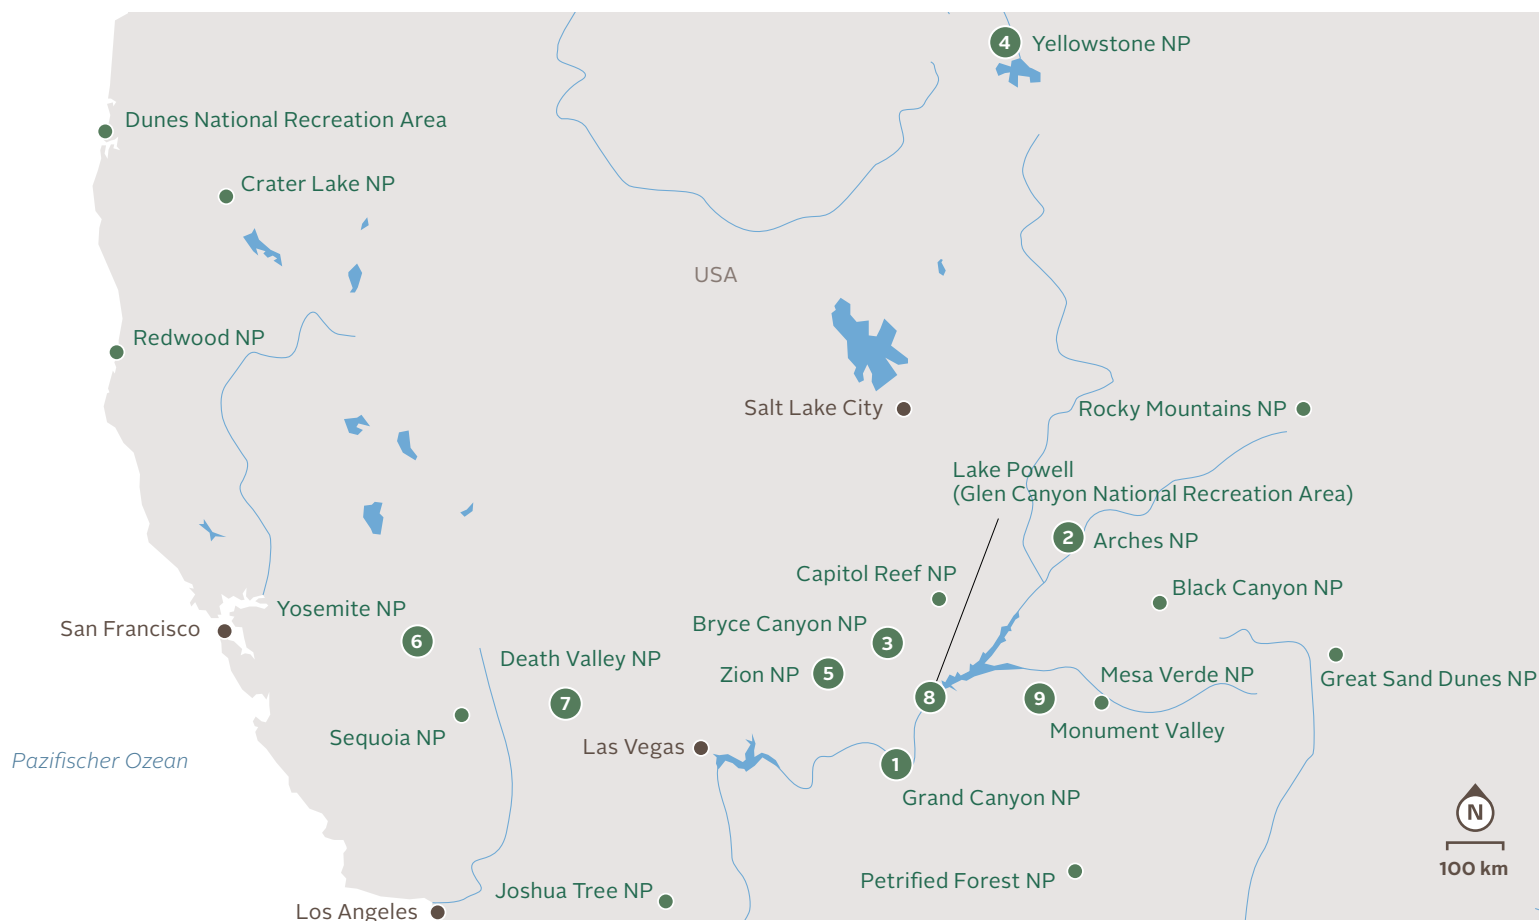 4 Yellowstone NP
Dunes National Recreation Area
Crater Lake NP
USA
Redwood NP
Salt Lake City
Rocky Mountains NP
Lake Powell
(Glen Canyon National Recreation Area)
2 Arches NP
Capitol Reef NP
Black Canyon NP
Yosemite NP
6
San Francisco
Bryce Canyon NP
3
Death Valley NP
7
Zion NP 5
Mesa Verde NP
Great Sand Dunes NP
8
9
Monument Valley
Sequoia NP
Las Vegas
Pazifischer Ozean
1
Grand Canyon NP
N
100 km
Petrified Forest NP
Joshua Tree NP
Los Angeles